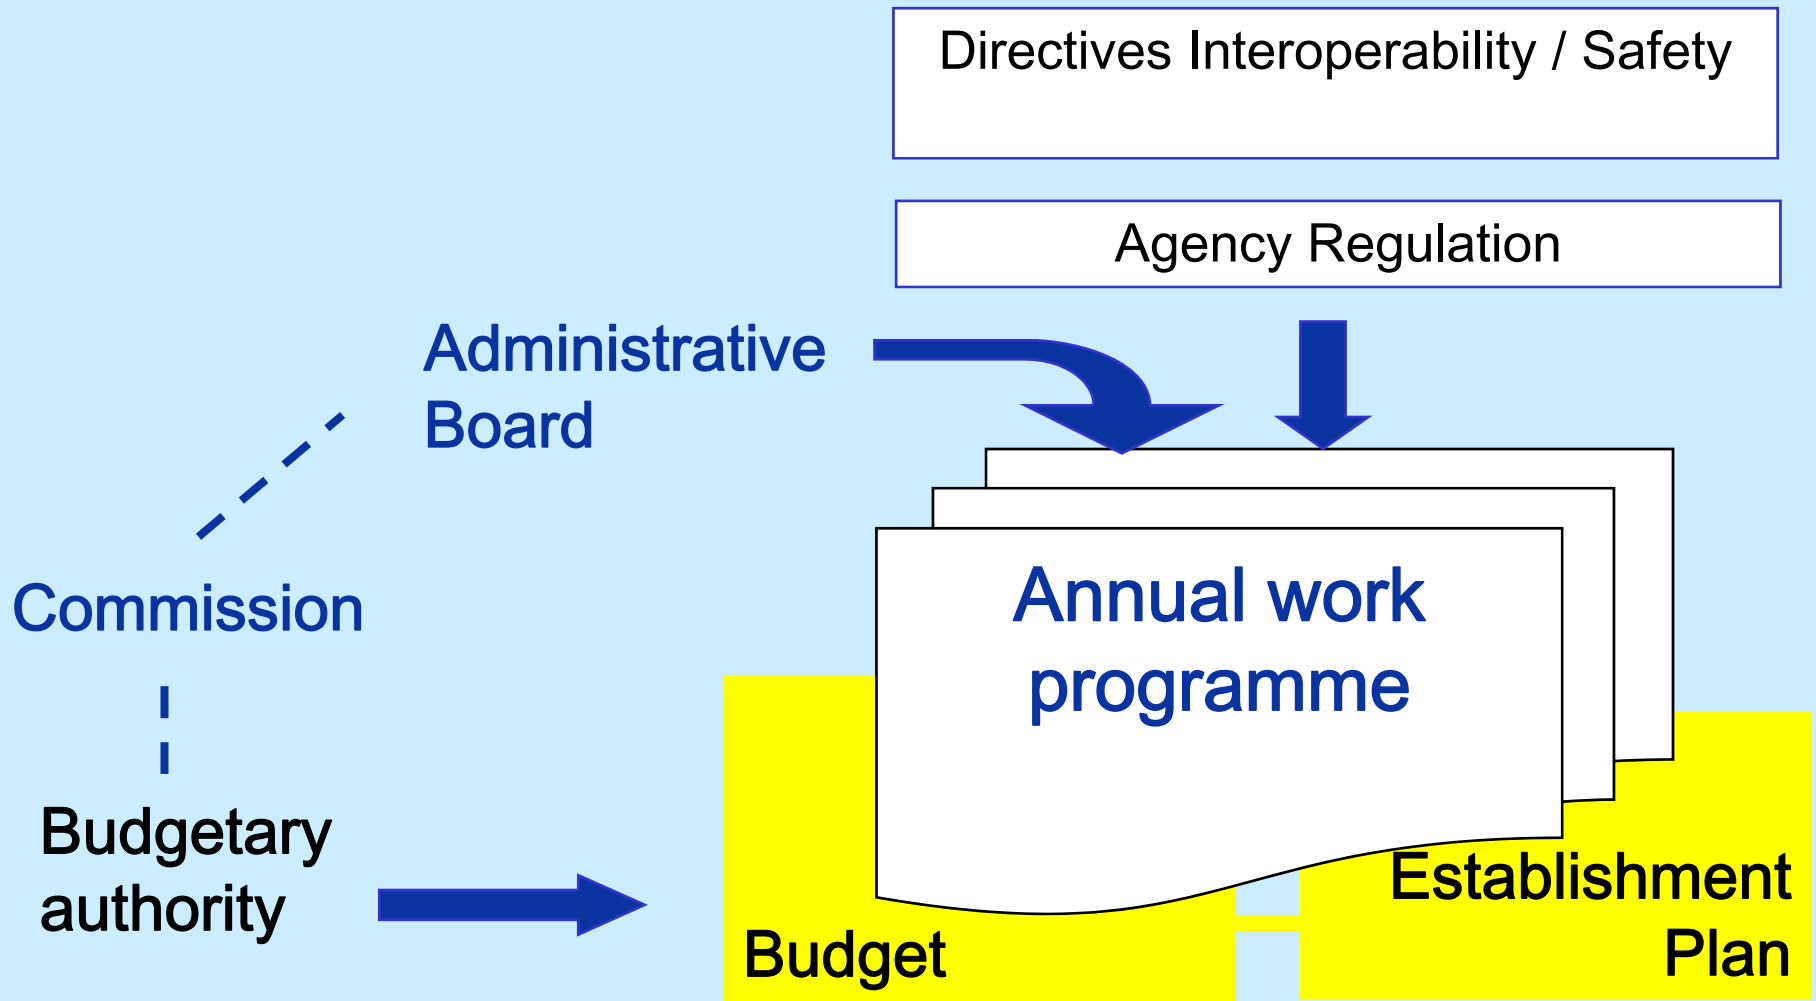 Directives Interoperability / Safety
Agency Regulation
Administrative
Board
Commission
Annual work
programme
Budgetary
authority
Establishment
Plan
Budget